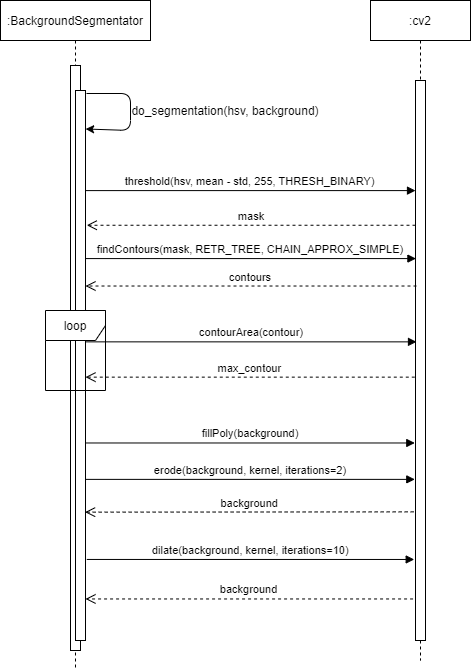 :BackgroundSegmentator
:cv2
do_segmentation(hsv, background)
threshold(hsv, mean - std, 255, THRESH_BINARY)
mask
findContours(mask, RETR_TREE, CHAIN_APPROX_SIMPLE)
contours
loop
contourArea(contour)
max_contour
fillPoly(background)
erode(background, kernel, iterations=2)
background
dilate(background, kernel, iterations=10)
background